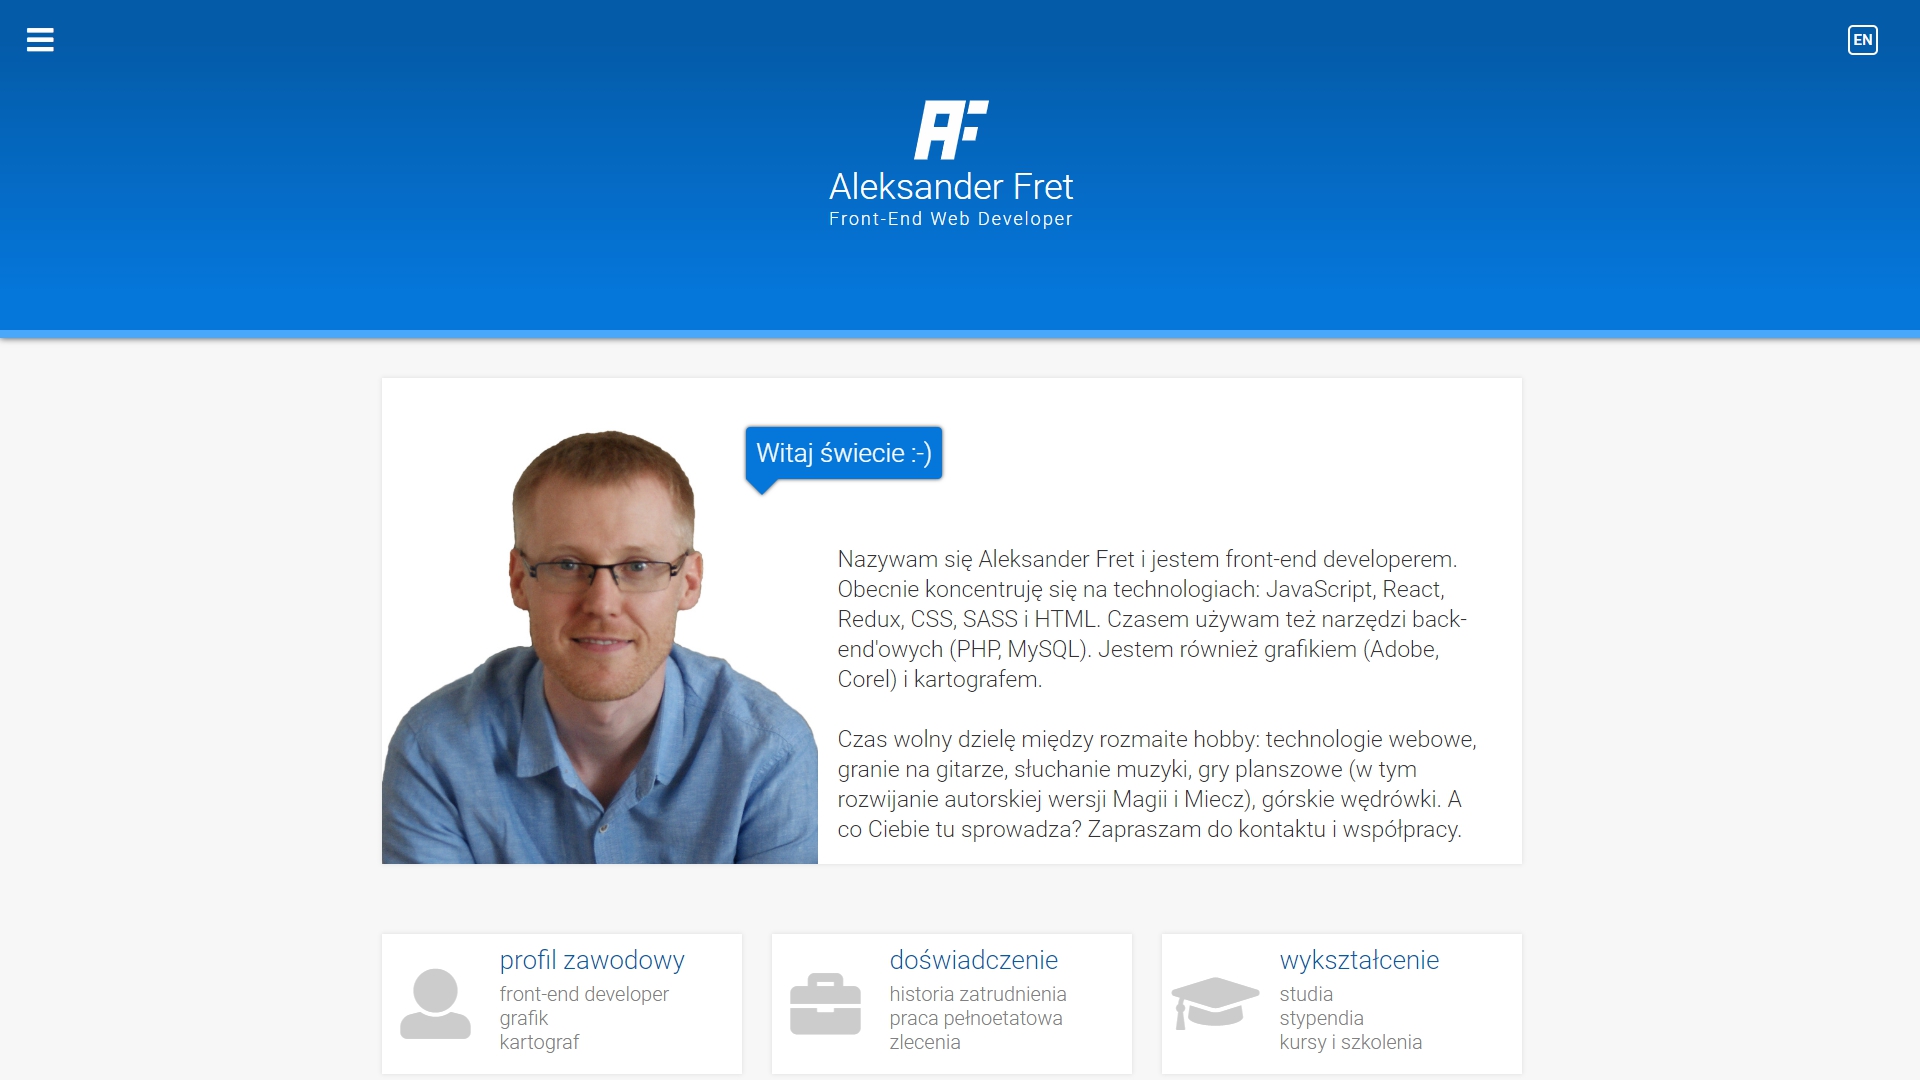 EN
AF
Aleksander Fret
Front-End Web Developer
Witaj świecie :-)
Nazywam się Aleksander Fret i jestem front-end developerem.
Obecnie koncentruję się na technologiach: JavaScript, React,
Redux, CSS, SASS i HTML. Czasem używam też narzędzi back-
end'owych (PHP, MySQL). Jestem również grafikiem (Adobe,
Corel) i kartografem.
Czas wolny dzielę między rozmaite hobby: technologie webowe,
granie na gitarze, słuchanie muzyki, gry planszowe (w tym
rozwijanie autorskiej wersji Magii i Miecz), górskie wędrówki. A
co Ciebie tu sprowadza? Zapraszam do kontaktu i współpracy.
profil zawodowy
front-end developer
grafik
kartograf
doświadczenie
historia zatrudnienia
praca pełnoetatowa
zlecenia
wykształcenie
studia
stypendia
kursy i szkolenia